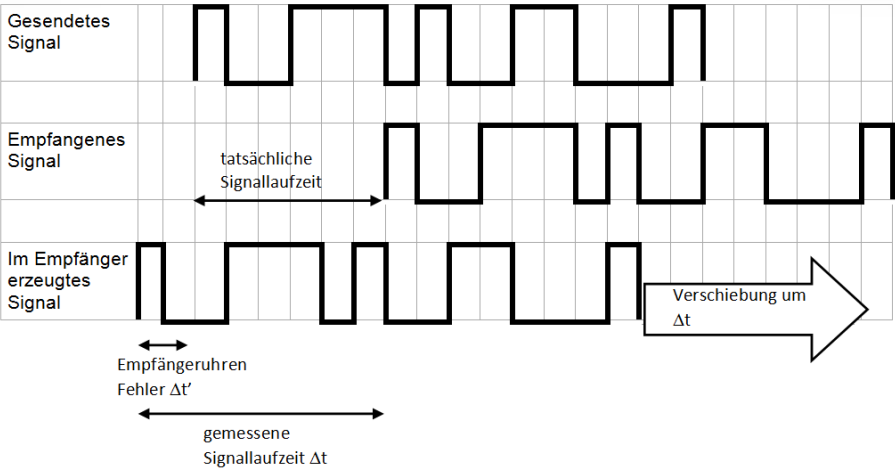 Gesendetes
Signal
Empfangenes
Signal
tatsächliche
Signallaufzeit
Im Empfänger
erzeugtes
Signal
Verschiebung um
Δt
Empfängeruhren
Fehler Δt’
gemessene
Signallaufzeit Δt